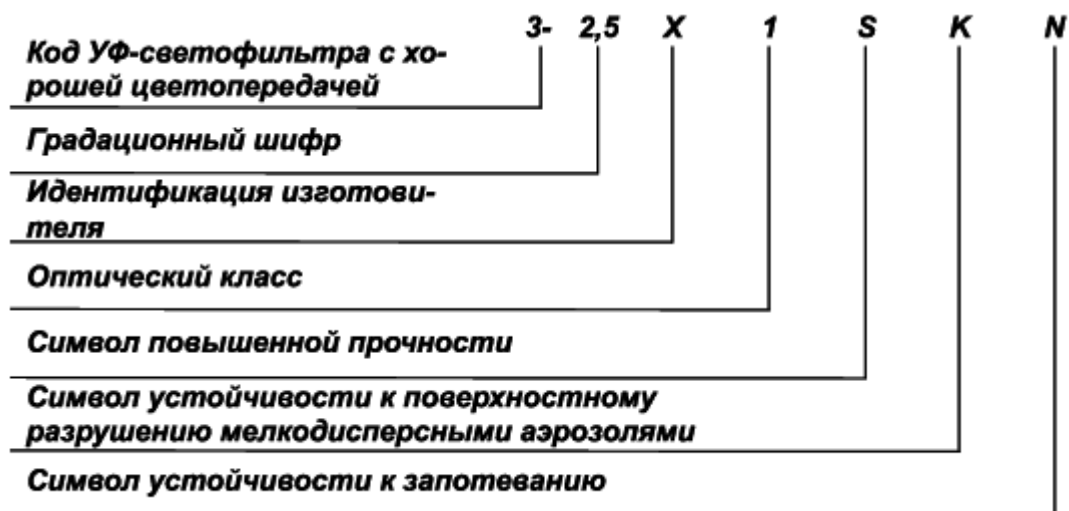 3- 2,5 X 1 S K N
Код УФ-светофильтра с хо-
рошей цветопередачей
Градационный шифр
Идентификация изготови-
теля
Оптический класс
Символ повышенной прочности
Символ устойчивости к поверхностному
разрушению мелкодисперсными аэрозолями
Символ устойчивости к запотеванию